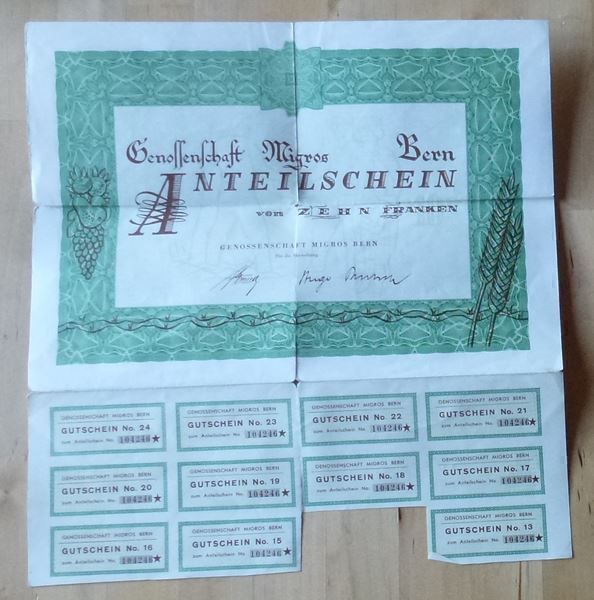 Genossenschaft Migros Bern
ANTEILSCHEIN
VON ZEHN FRANKEN
GENOSSENSCHAFT MIGROS BERN
Für die Verwaltung
GENOSSENSCHAFT MIGROS BERN
GUTSCHEIN No. 24
zum Anteilschein No. 104246★
GENOSSENSCHAFT MIGROS BERN
GUTSCHEIN No. 23
zum Anteilschein No. 104246★
GENOSSENSCHAFT MIGROS BERN
GUTSCHEIN No. 22
zum Anteilschein No. 104246★
GENOSSENSCHAFT MIGROS BERN
GUTSCHEIN No. 21
zum Anteilschein No. 104246★
GENOSSENSCHAFT MIGROS BERN
GUTSCHEIN No. 20
zum Anteilschein No. 104246★
GENOSSENSCHAFT MIGROS BERN
GUTSCHEIN No. 19
zum Anteilschein No. 104246★
GENOSSENSCHAFT MIGROS BERN
GUTSCHEIN No. 18
zum Anteilschein No. 104246★
GENOSSENSCHAFT MIGROS BERN
GUTSCHEIN No. 17
zum Anteilschein No. 104246★
GENOSSENSCHAFT MIGROS BERN
GUTSCHEIN No. 16
zum Anteilschein No. 104246★
GENOSSENSCHAFT MIGROS BERN
GUTSCHEIN No. 15
zum Anteilschein No. 104246★
GENOSSENSCHAFT MIGROS BERN
GUTSCHEIN No. 13
zum Anteilschein No. 104246★